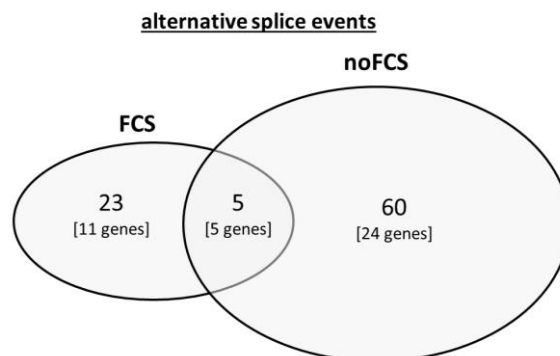 alternative splice events
noFCS
FCS
23
[11 genes]
5
[5 genes]
60
[24 genes]